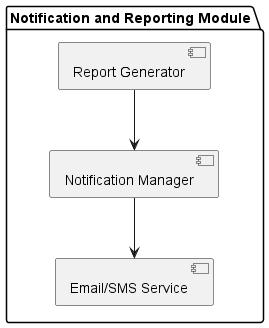 Notification and Reporting Module
Report Generator
Notification Manager
Email/SMS Service